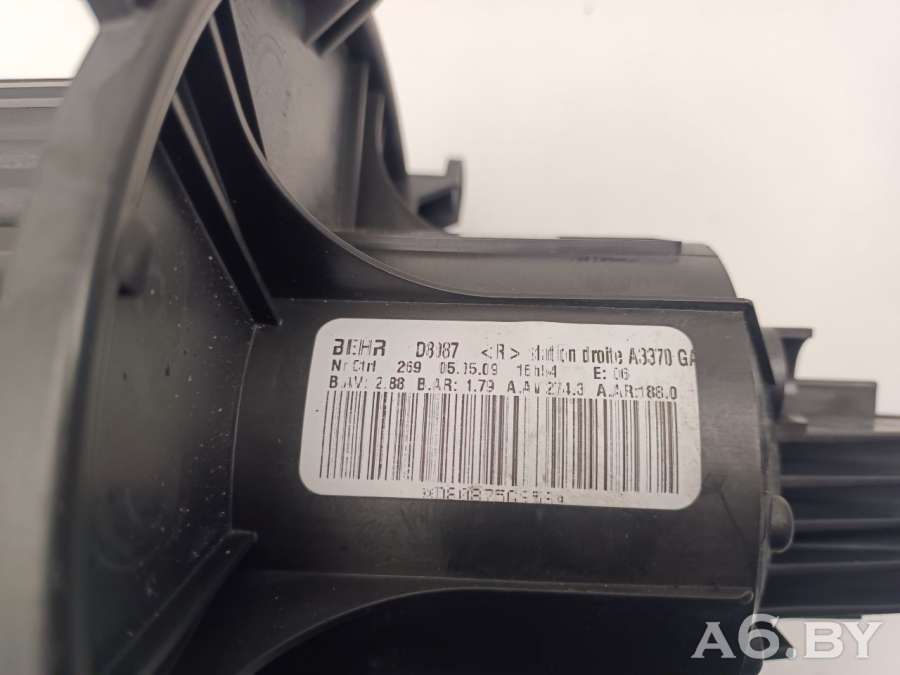 BEHR D8087 <R> station droite A3370 GA
Nr Ctrl 269 05.05.09 E: 06
B.AV: 2.88 B.AR: 1.79 A.AV 274.3 A.AR:188.0
A6.BY